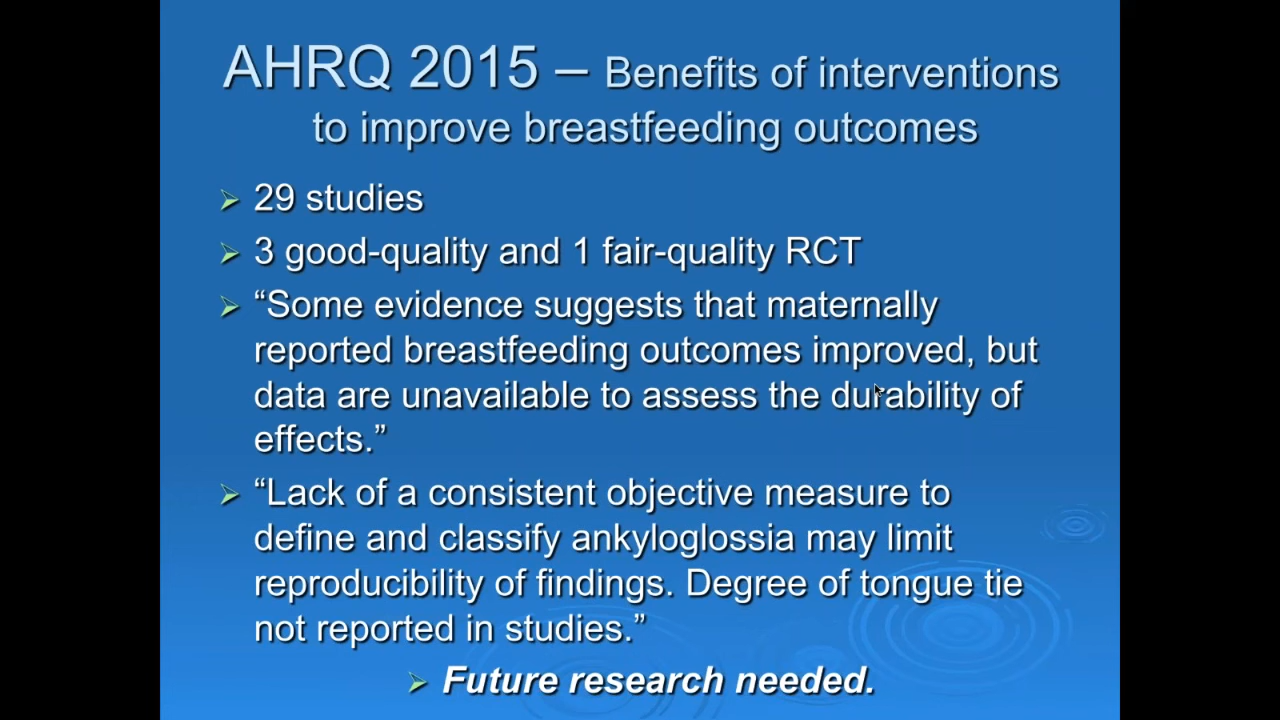 AHRQ 2015 – Benefits of interventions
to improve breastfeeding outcomes
29 studies
3 good-quality and 1 fair-quality RCT
“Some evidence suggests that maternally
reported breastfeeding outcomes improved, but
data are unavailable to assess the durability of
effects.”
“Lack of a consistent objective measure to
define and classify ankyloglossia may limit
reproducibility of findings. Degree of tongue tie
not reported in studies.”
Future research needed.